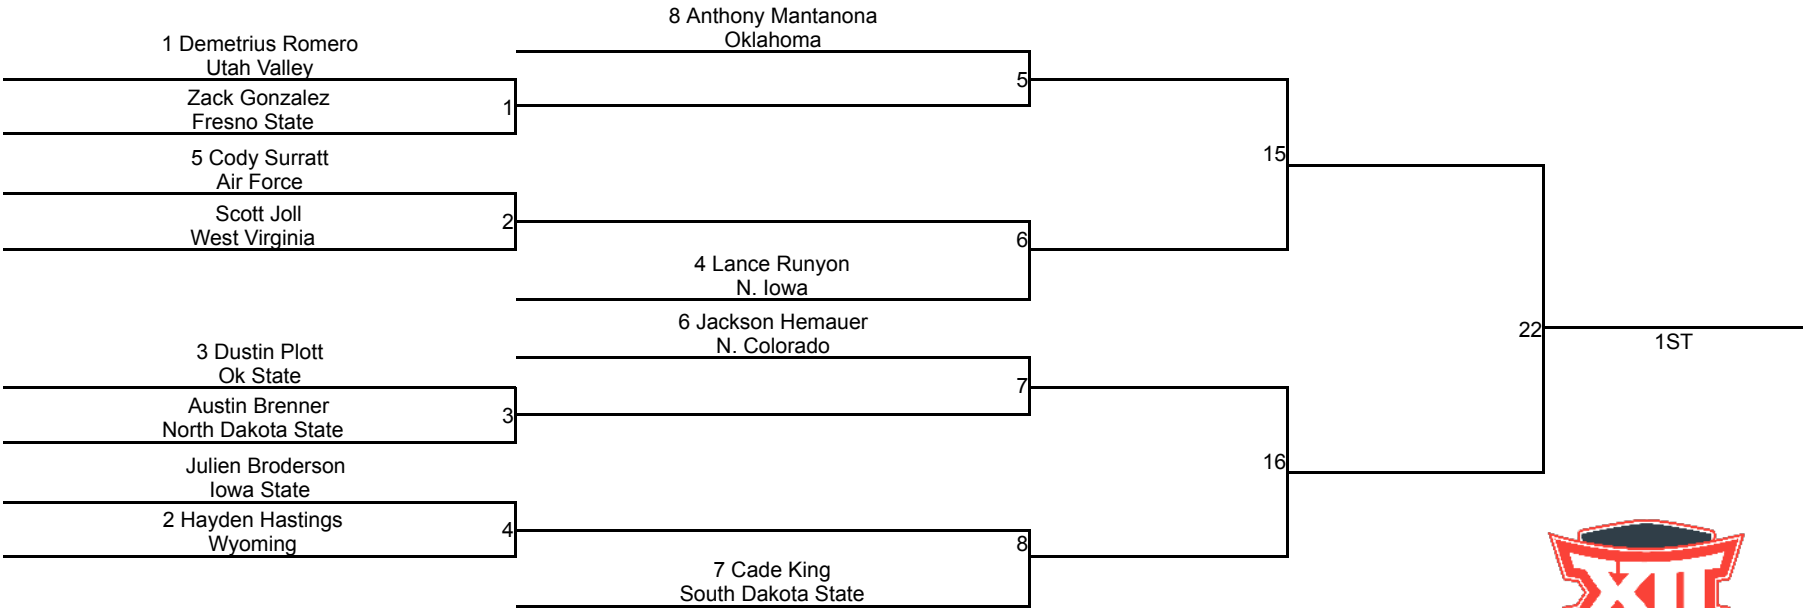 8 Anthony Mantanona
Oklahoma
1 Demetrius Romero
Utah Valley
5
Zack Gonzalez
Fresno State
1
5 Cody Surratt
Air Force
15
Scott Joll
West Virginia
2
6
4 Lance Runyon
N. Iowa
6 Jackson Hemauer
N. Colorado
22
1ST
3 Dustin Plott
Ok State
7
Austin Brenner
North Dakota State
3
Julien Broderson
Iowa State
16
2 Hayden Hastings
Wyoming
4
8
7 Cade King
South Dakota State
XII